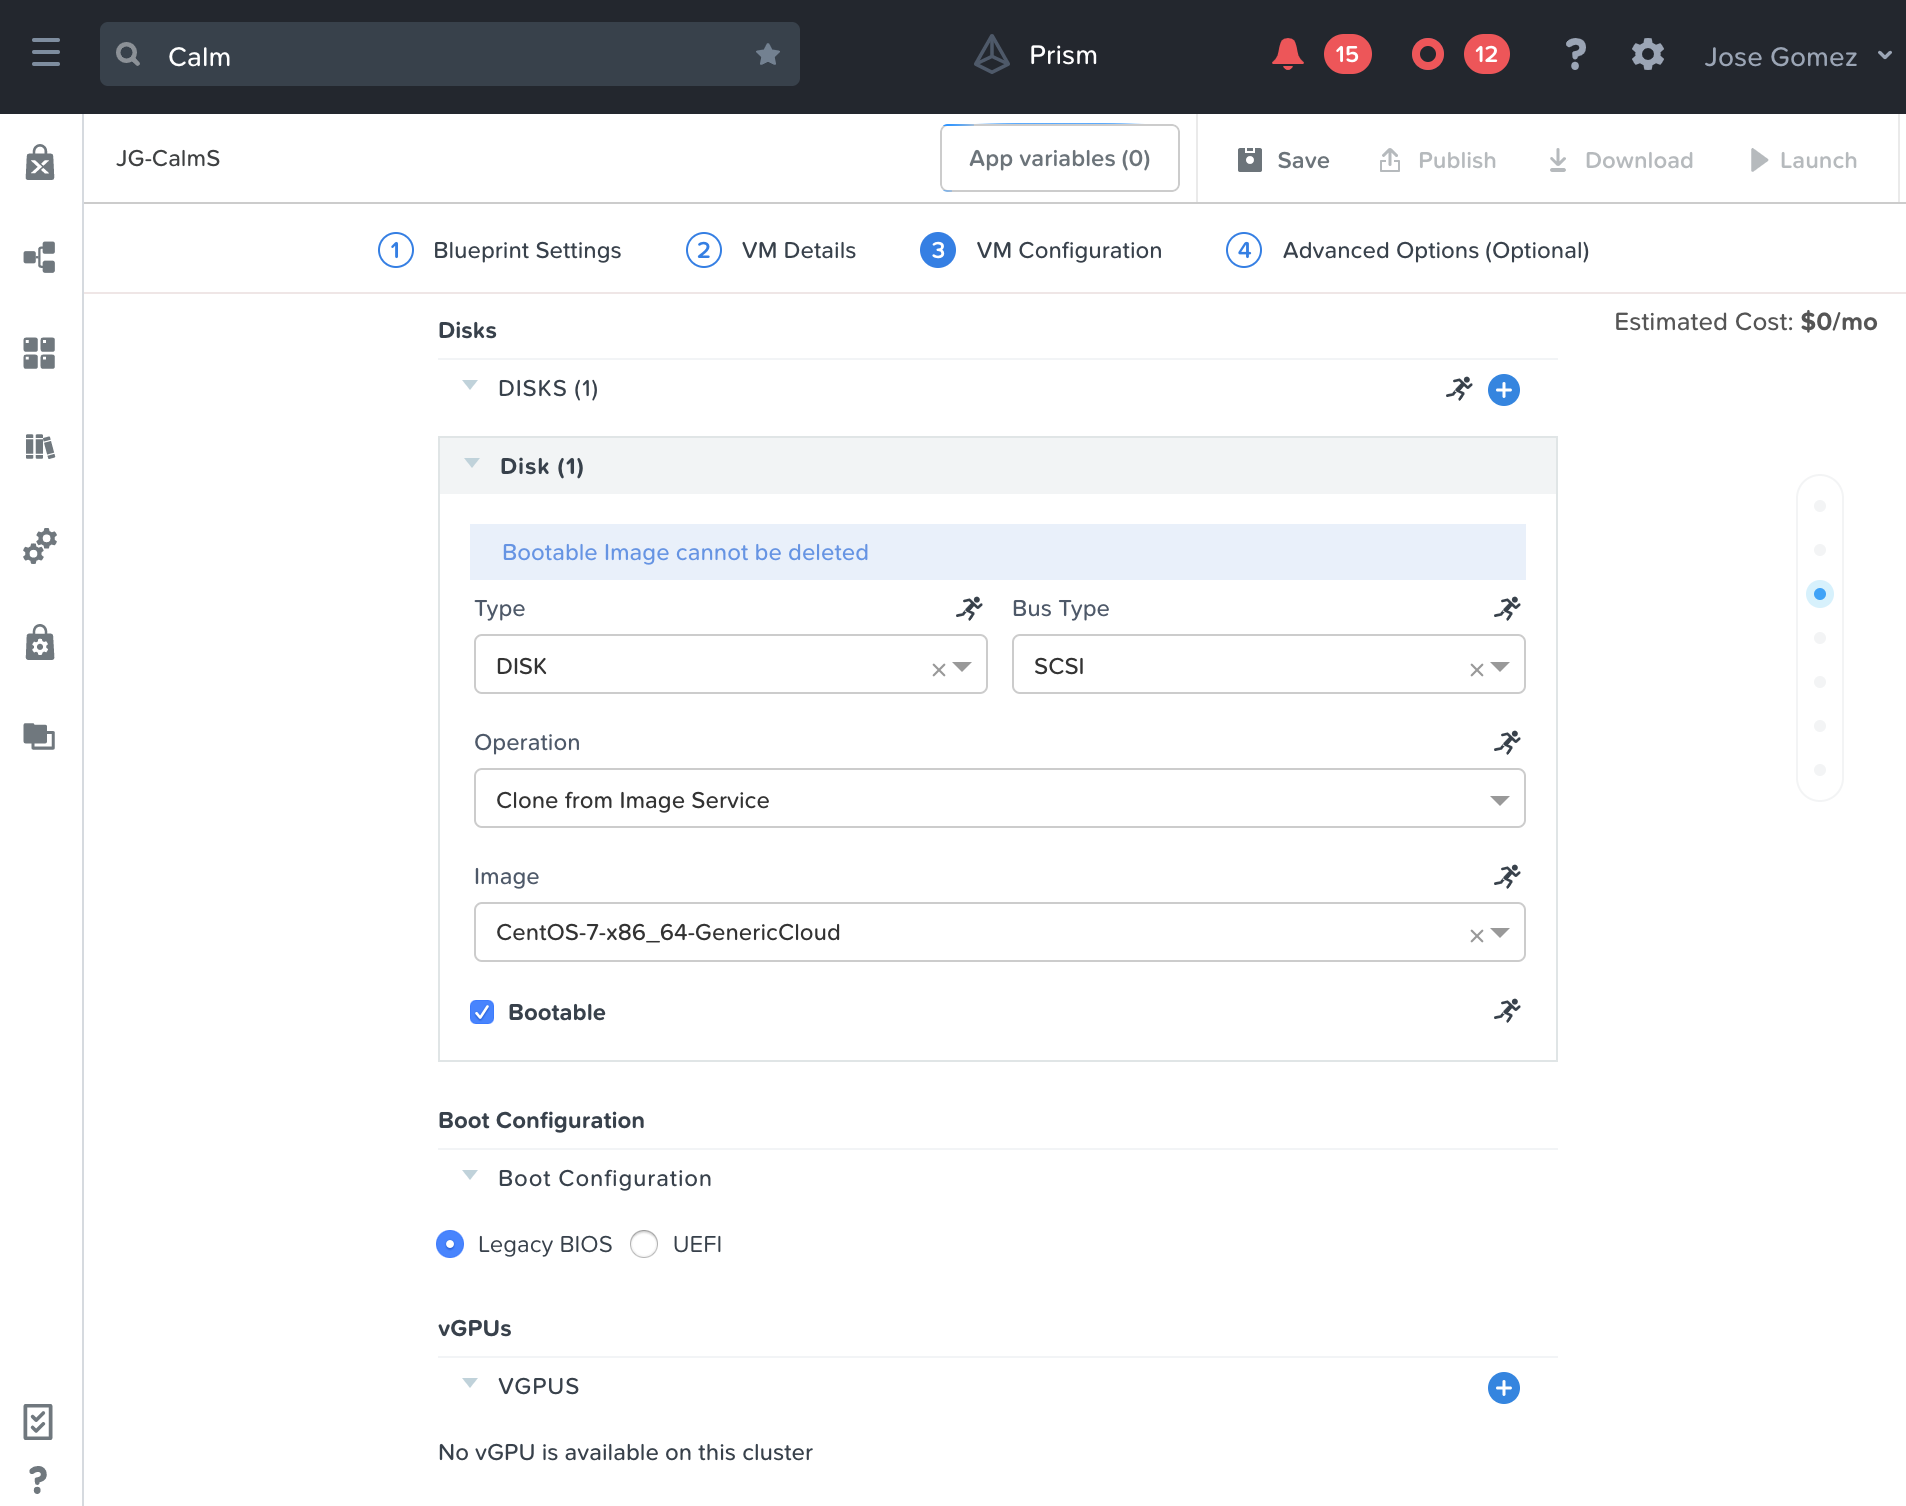 Calm
Prism
15
12
?
Jose Gomez
JG-CalmS
App variables (0)
Save
Publish
Download
Launch
1 Blueprint Settings
2 VM Details
3 VM Configuration
4 Advanced Options (Optional)
Estimated Cost: $0/mo
Disks
DISKS (1)
Disk (1)
Bootable Image cannot be deleted
Type
Bus Type
DISK
SCSI
Operation
Clone from Image Service
Image
CentOS-7-x86_64-GenericCloud
Bootable
Boot Configuration
Boot Configuration
Legacy BIOS
UEFI
vGPUs
VGPUS
No vGPU is available on this cluster
?